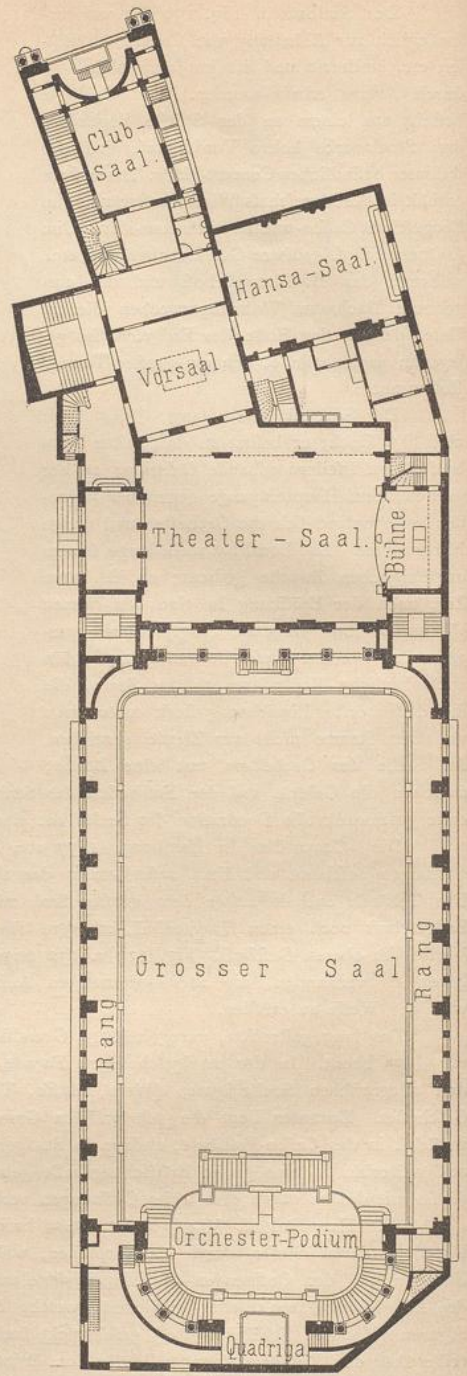 Club-
Saal.
Hansa-Saal.
Vorsaal
Theater-Saal.
Bühne
Grosser Saal
Rang
Rang
Orchester-Podium
Quadriga